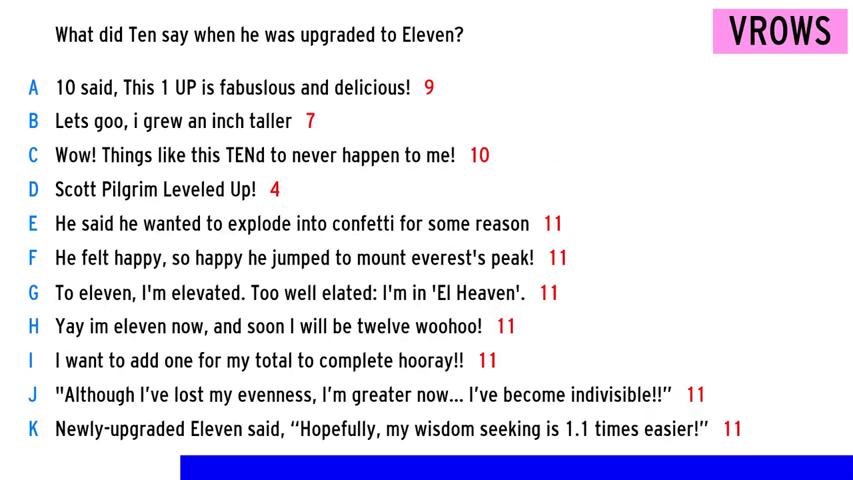 What did Ten say when he was upgraded to Eleven?
VROWS
A 10 said, This 1 UP is fabuslous and delicious! 9
B Lets goo, i grew an inch taller 7
C Wow! Things like this TENd to never happen to me! 10
D Scott Pilgrim Leveled Up! 4
E He said he wanted to explode into confetti for some reason 11
F He felt happy, so happy he jumped to mount everest's peak! 11
G To eleven, I'm elevated. Too well elated: I'm in 'El Heaven'. 11
H Yay im eleven now, and soon I will be twelve woohoo! 11
I I want to add one for my total to complete hooray!! 11
J "Although I’ve lost my evenness, I’m greater now... I’ve become indivisible!!” 11
K Newly-upgraded Eleven said, “Hopefully, my wisdom seeking is 1.1 times easier!” 11